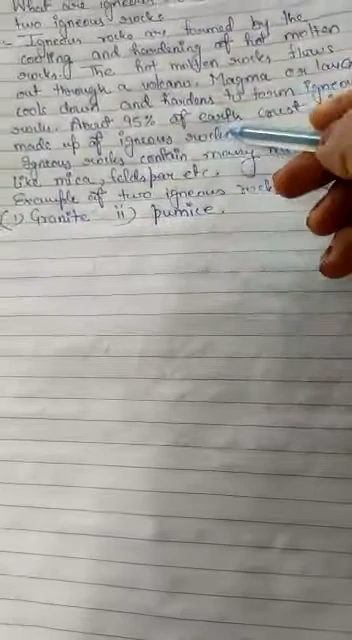 What are igneous
two igneous rocks
Igneous rocks are formed by the
cooling and hardening of hot molten
rocks. The hot molten rocks flows
out through a volcano. Magma or lava
cools down and hardens to form igneous
rocks. About 95% of earth crust
made up of igneous rocks
Igneous rocks contain many
like mica, feldspar etc.
Example of two igneous rock
(i) Granite ii) pumice.